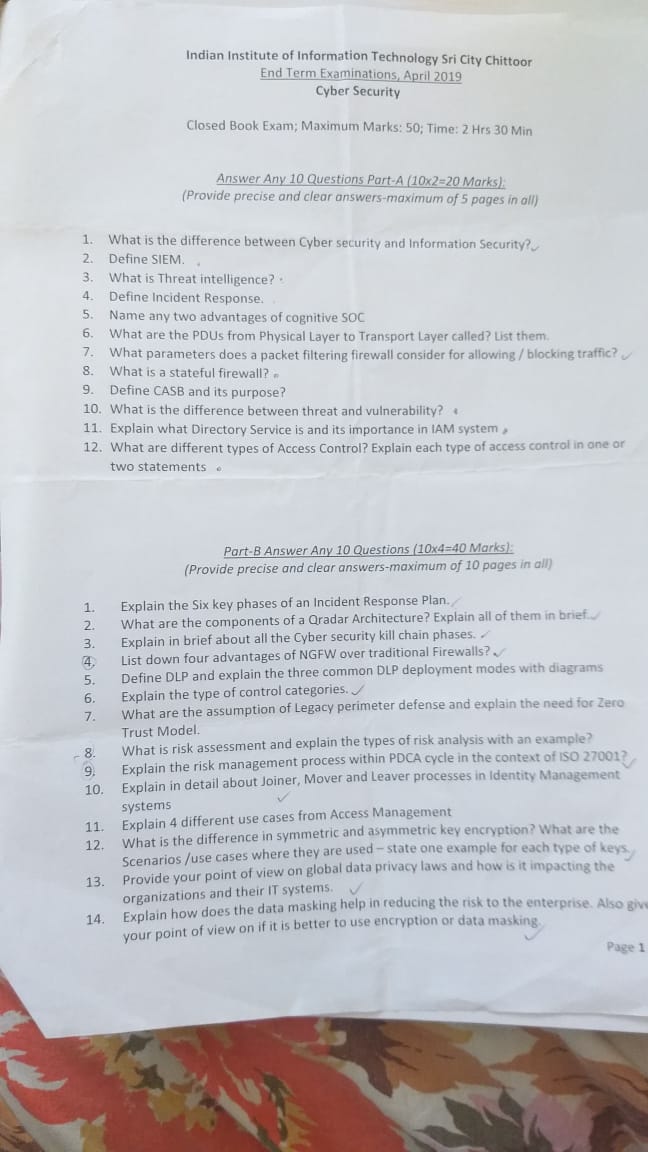 Indian Institute of Information Technology Sri City Chittoor
End Term Examinations, April 2019
Cyber Security
Closed Book Exam; Maximum Marks: 50; Time: 2 Hrs 30 Min
Answer Any 10 Questions Part-A (10x2=20 Marks):
(Provide precise and clear answers-maximum of 5 pages in all)
1. What is the difference between Cyber security and Information Security?
2. Define SIEM.
3. What is Threat intelligence?
4. Define Incident Response.
5. Name any two advantages of cognitive SOC
6. What are the PDUs from Physical Layer to Transport Layer called? List them.
7. What parameters does a packet filtering firewall consider for allowing / blocking traffic?
8. What is a stateful firewall?
9. Define CASB and its purpose?
10. What is the difference between threat and vulnerability?
11. Explain what Directory Service is and its importance in IAM system
12. What are different types of Access Control? Explain each type of access control in one or
two statements
Part-B Answer Any 10 Questions (10x4=40 Marks):
(Provide precise and clear answers-maximum of 10 pages in all)
1. Explain the Six key phases of an Incident Response Plan.
2. What are the components of a Qradar Architecture? Explain all of them in brief.
3. Explain in brief about all the Cyber security kill chain phases.
4. List down four advantages of NGFW over traditional Firewalls?
5. Define DLP and explain the three common DLP deployment modes with diagrams
6. Explain the type of control categories.
7. What are the assumption of Legacy perimeter defense and explain the need for Zero
Trust Model.
8. What is risk assessment and explain the types of risk analysis with an example?
9. Explain the risk management process within PDCA cycle in the context of ISO 27001?
10. Explain in detail about Joiner, Mover and Leaver processes in Identity Management
systems
11. Explain 4 different use cases from Access Management
12. What is the difference in symmetric and asymmetric key encryption? What are the
Scenarios /use cases where they are used – state one example for each type of keys.
13. Provide your point of view on global data privacy laws and how is it impacting the
organizations and their IT systems.
14. Explain how does the data masking help in reducing the risk to the enterprise. Also give
your point of view on if it is better to use encryption or data masking.
Page 1